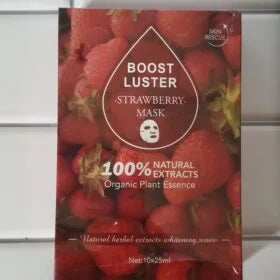 SKIN
RESCUE
BOOST
LUSTER
-STRAWBERRY-
MASK
100% NATURAL
EXTRACTS
Organic Plant Essence
Natural herbal extracts whitening,renew
Net:10x25ml